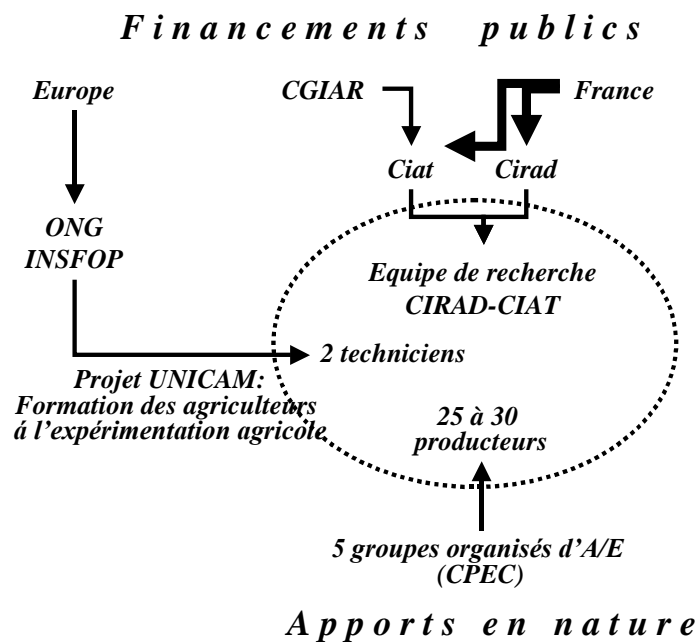 Financements publics
Europe
CGIAR
France
Ciat
Cirad
ONG
INSFOP
Equipe de recherche
CIRAD-CIAT
2 techniciens
Projet UNICAM:
Formation des agriculteurs
á l’expérimentation agricole
25 à 30
producteurs
5 groupes organisés d’A/E
(CPEC)
Apports en nature